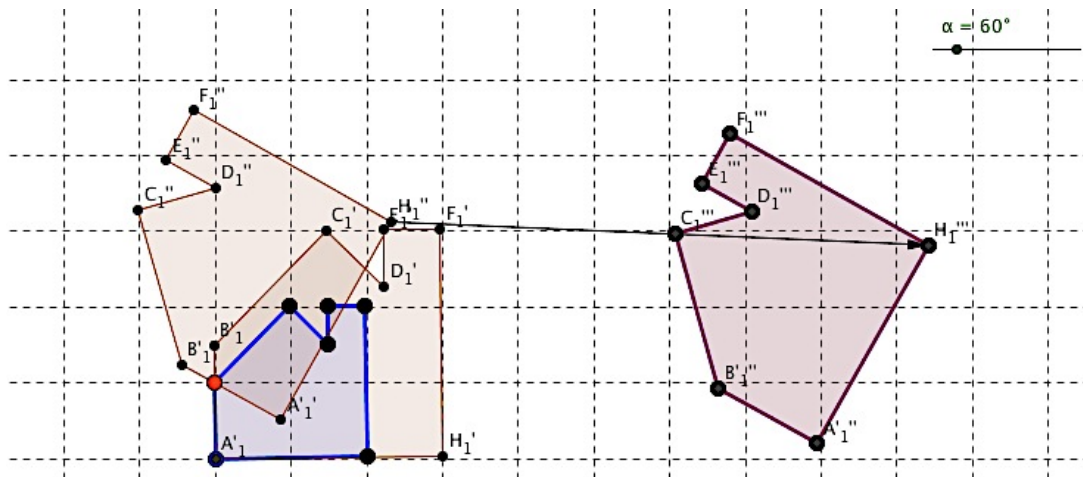 α = 60°
F₁''
F₁'''
E₁''
E₁'''
D₁''
D₁'''
C₁''
H₁''
C₁'
F₁'
C₁'''
H₁'''
D₁'
B'₁
B'₁
B'₁''
A'₁'
A'₁''
A'₁
H₁'